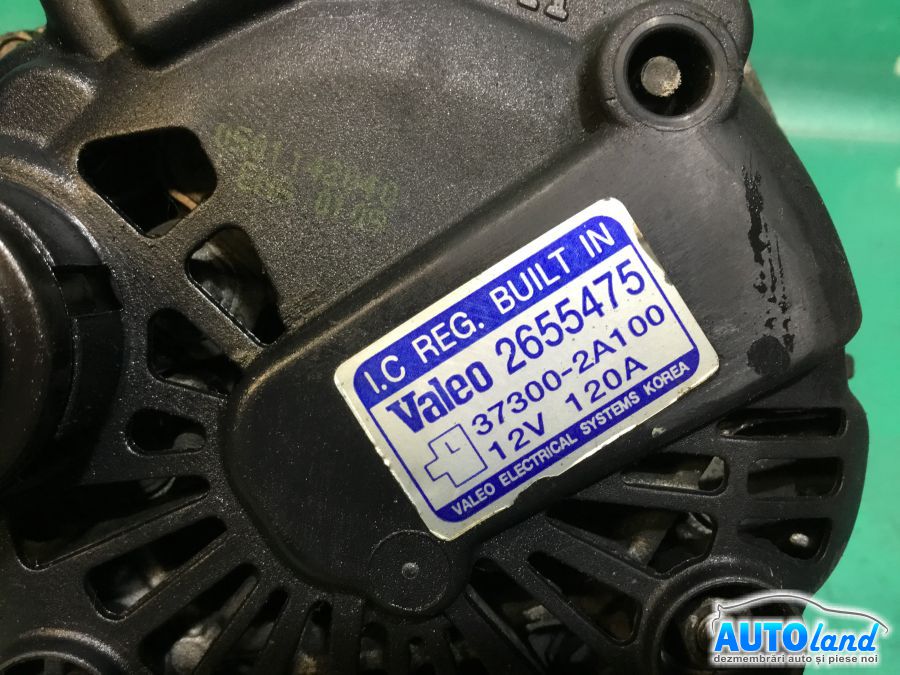 I.C REG. BUILT IN
Valeo 2655475
37300-2A100
12V 120A
VALEO ELECTRICAL SYSTEMS KOREA
AUTOland
dezmembrări auto și piese noi